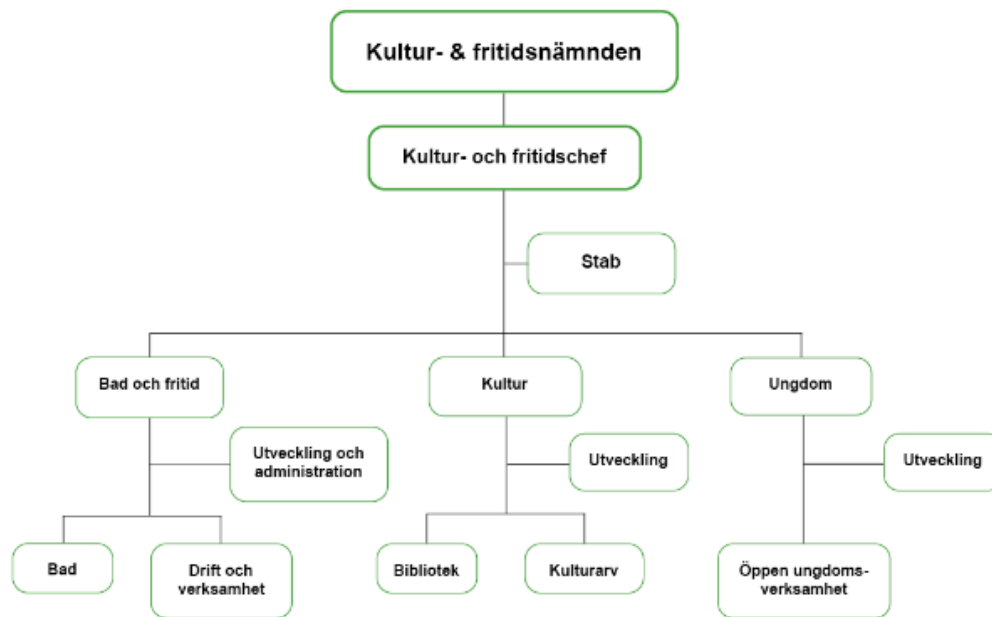 Kultur- & fritidsnämnden
Kultur- och fritidschef
Stab
Bad och fritid
Kultur
Ungdom
Utveckling och
administration
Utveckling
Utveckling
Bad
Drift och
verksamhet
Bibliotek
Kulturarv
Öppen ungdoms-
verksamhet